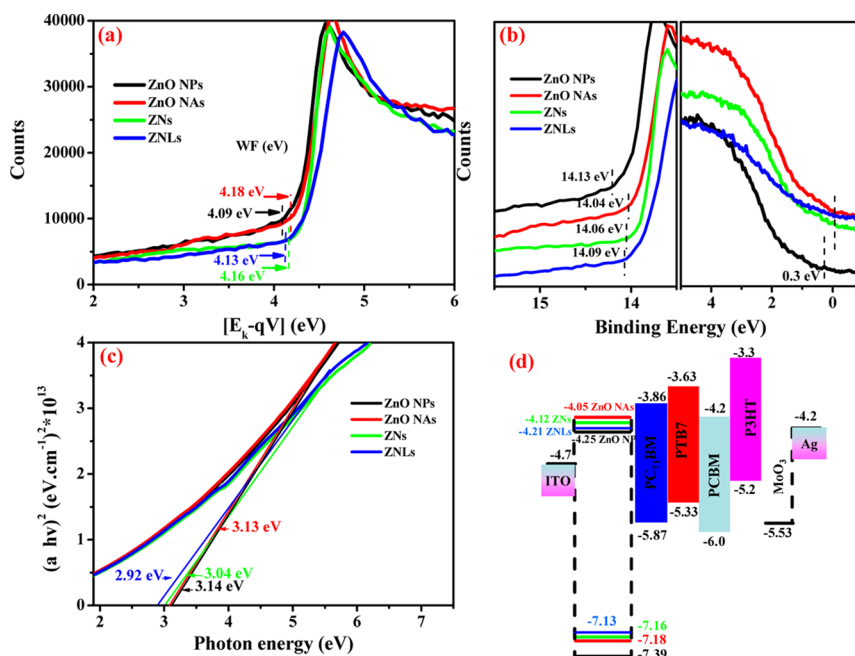 (a)
ZnO NPs
ZnO NAs
ZNs
ZNLs
WF (eV)
4.18 eV
4.09 eV
4.13 eV
4.16 eV
Counts
40000
30000
20000
10000
0
2 3 4 5 6
[Ek-qV] (eV)
(b)
ZnO NPs
ZnO NAs
ZNs
ZNLs
14.13 eV
14.04 eV
14.06 eV
14.09 eV
0.3 eV
Counts
15 14 4 2 0
Binding Energy (eV)
(c)
ZnO NPs
ZnO NAs
ZNs
ZNLs
3.13 eV
2.92 eV
3.04 eV
3.14 eV
(a hv)2 (eV.cm-1)2*1013
4
3
2
1
0
2 3 4 5 6 7
Photon energy (eV)
(d)
-3.3
-3.63
-3.86
-4.05 ZnO NAs
-4.12 ZNs
-4.21 ZNLs
-4.25 ZnO NP
-4.2
-4.2
-4.7
ITO
PTB7
PCBM
P3HT
MoO3
Ag
-5.2
-5.33
-5.53
-5.87
-6.0
-7.13
-7.16
-7.18
-7.39